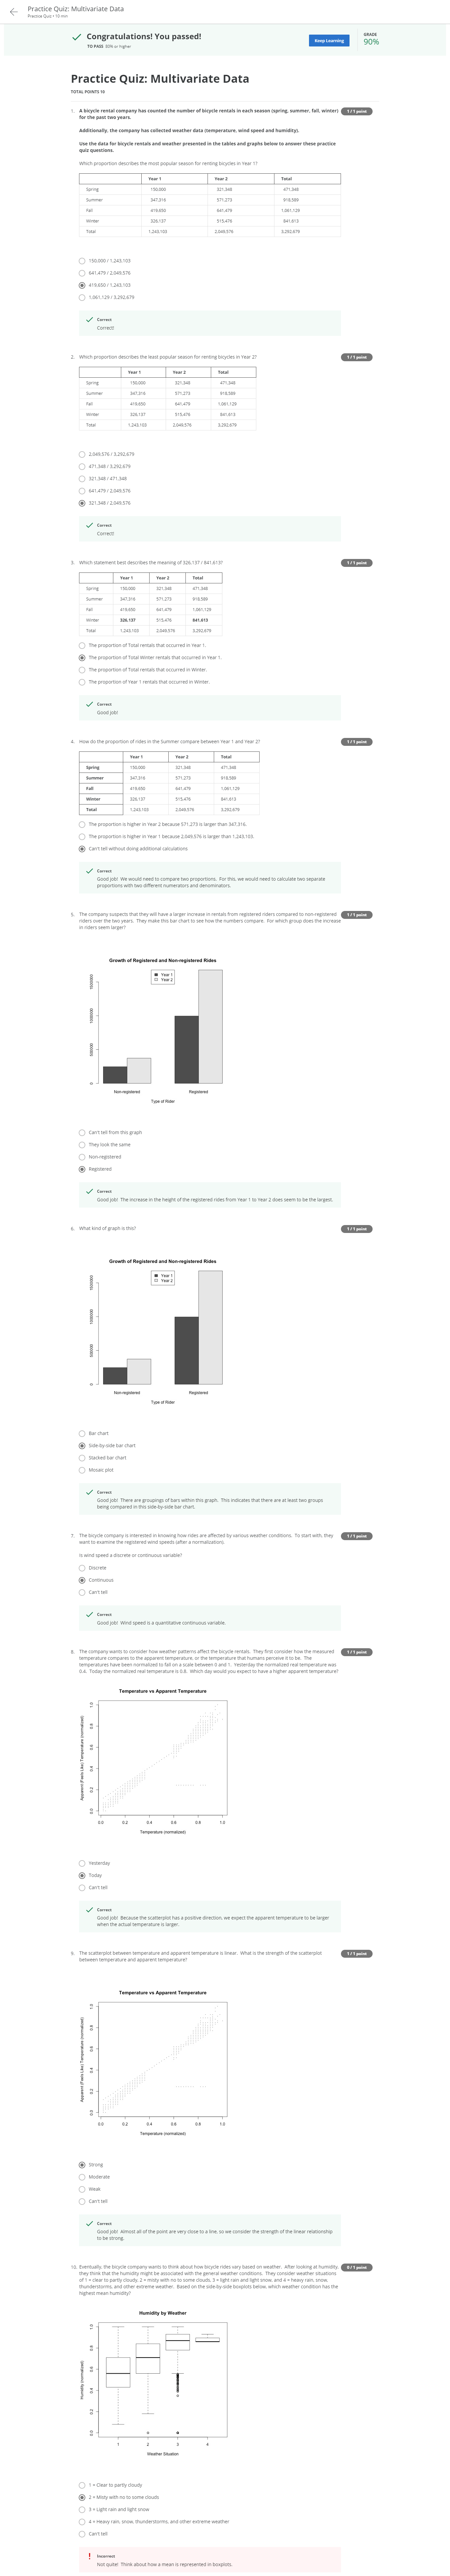 Practice Quiz: Multivariate Data
Practice Quiz • 10 min
Congratulations! You passed!
TO PASS 80% or higher
Keep Learning
GRADE
90%
Practice Quiz: Multivariate Data
TOTAL POINTS 10
1. A bicycle rental company has counted the number of bicycle rentals in each season (spring, summer, fall, winter)
for the past two years.
1 / 1 point
Additionally, the company has collected weather data (temperature, wind speed and humidity).
Use the data for bicycle rentals and weather presented in the tables and graphs below to answer these practice
quiz questions.
Which proportion describes the most popular season for renting bicycles in Year 1?
Year 1 Year 2 Total
Spring 150,000 321,348 471,348
Summer 347,316 571,273 918,589
Fall 419,650 641,479 1,061,129
Winter 326,137 515,476 841,613
Total 1,243,103 2,049,576 3,292,679
150,000 / 1,243,103
641,479 / 2,049,576
419,650 / 1,243,103
1,061,129 / 3,292,679
Correct
Correct!
2. Which proportion describes the least popular season for renting bicycles in Year 2?
1 / 1 point
Year 1 Year 2 Total
Spring 150,000 321,348 471,348
Summer 347,316 571,273 918,589
Fall 419,650 641,479 1,061,129
Winter 326,137 515,476 841,613
Total 1,243,103 2,049,576 3,292,679
2,049,576 / 3,292,679
471,348 / 3,292,679
321,348 / 471,348
641,479 / 2,049,576
321,348 / 2,049,576
Correct
Correct!
3. Which statement best describes the meaning of 326,137 / 841,613?
1 / 1 point
Year 1 Year 2 Total
Spring 150,000 321,348 471,348
Summer 347,316 571,273 918,589
Fall 419,650 641,479 1,061,129
Winter 326,137 515,476 841,613
Total 1,243,103 2,049,576 3,292,679
The proportion of Total rentals that occurred in Year 1.
The proportion of Total Winter rentals that occurred in Year 1.
The proportion of Total rentals that occurred in Winter.
The proportion of Year 1 rentals that occurred in Winter.
Correct
Good job!
4. How do the proportion of rides in the Summer compare between Year 1 and Year 2?
1 / 1 point
Year 1 Year 2 Total
Spring 150,000 321,348 471,348
Summer 347,316 571,273 918,589
Fall 419,650 641,479 1,061,129
Winter 326,137 515,476 841,613
Total 1,243,103 2,049,576 3,292,679
The proportion is higher in Year 2 because 571,273 is larger than 347,316.
The proportion is higher in Year 1 because 2,049,576 is larger than 1,243,103.
Can't tell without doing additional calculations
Correct
Good job! We would need to compare two proportions. For this, we would need to calculate two separate
proportions with two different numerators and denominators.
5. The company suspects that they will have a larger increase in rentals from registered riders compared to non-registered
riders over the two years. They make this bar chart to see how the numbers compare. For which group does the increase
in riders seem larger?
1 / 1 point
Growth of Registered and Non-registered Rides
Year 1
Year 2
1500000
1000000
500000
0
Non-registered Registered
Type of Rider
Can't tell from this graph
They look the same
Non-registered
Registered
Correct
Good job! The increase in the height of the registered rides from Year 1 to Year 2 does seem to be the largest.
6. What kind of graph is this?
1 / 1 point
Growth of Registered and Non-registered Rides
Year 1
Year 2
1500000
1000000
500000
0
Non-registered Registered
Type of Rider
Bar chart
Side-by-side bar chart
Stacked bar chart
Mosaic plot
Correct
Good job! There are groupings of bars within this graph. This indicates that there are at least two groups
being compared in this side-by-side bar chart.
7. The bicycle company is interested in knowing how rides are affected by various weather conditions. To start with, they
want to examine the registered wind speeds (after a normalization).
1 / 1 point
Is wind speed a discrete or continuous variable?
Discrete
Continuous
Can't tell
Correct
Good job! Wind speed is a quantitative continuous variable.
8. The company wants to consider how weather patterns affect the bicycle rentals. They first consider how the measured
temperature compares to the apparent temperature, or the temperature that humans perceive it to be. The
temperatures have been normalized to fall on a scale between 0 and 1. Yesterday the normalized real temperature was
0.4. Today the normalized real temperature is 0.8. Which day would you expect to have a higher apparent temperature?
1 / 1 point
Temperature vs Apparent Temperature
Apparent (Feels Like) Temperature (normalized)
1.0
0.8
0.6
0.4
0.2
0.0
0.0 0.2 0.4 0.6 0.8 1.0
Temperature (normalized)
Yesterday
Today
Can't tell
Correct
Good job! Because the scatterplot has a positive direction, we expect the apparent temperature to be larger
when the actual temperature is larger.
9. The scatterplot between temperature and apparent temperature is linear. What is the strength of the scatterplot
between temperature and apparent temperature?
1 / 1 point
Temperature vs Apparent Temperature
Apparent (Feels Like) Temperature (normalized)
1.0
0.8
0.6
0.4
0.2
0.0
0.0 0.2 0.4 0.6 0.8 1.0
Temperature (normalized)
Strong
Moderate
Weak
Can't tell
Correct
Good job! Almost all of the point are very close to a line, so we consider the strength of the linear relationship
to be strong.
10. Eventually, the bicycle company wants to think about how bicycle rides vary based on weather. After looking at humidity,
they think that the humidity might be associated with the general weather conditions. They consider weather situations
of 1 = clear to partly cloudy, 2 = misty with no to some clouds, 3 = light rain and light snow, and 4 = heavy rain, snow,
thunderstorms, and other extreme weather. Based on the side-by-side boxplots below, which weather condition has the
highest mean humidity?
0 / 1 point
Humidity by Weather
Humidity (normalized)
1.0
0.8
0.6
0.4
0.2
0.0
1 2 3 4
Weather Situation
1 = Clear to partly cloudy
2 = Misty with no to some clouds
3 = Light rain and light snow
4 = Heavy rain, snow, thunderstorms, and other extreme weather
Can't tell
Incorrect
Not quite! Think about how a mean is represented in boxplots.